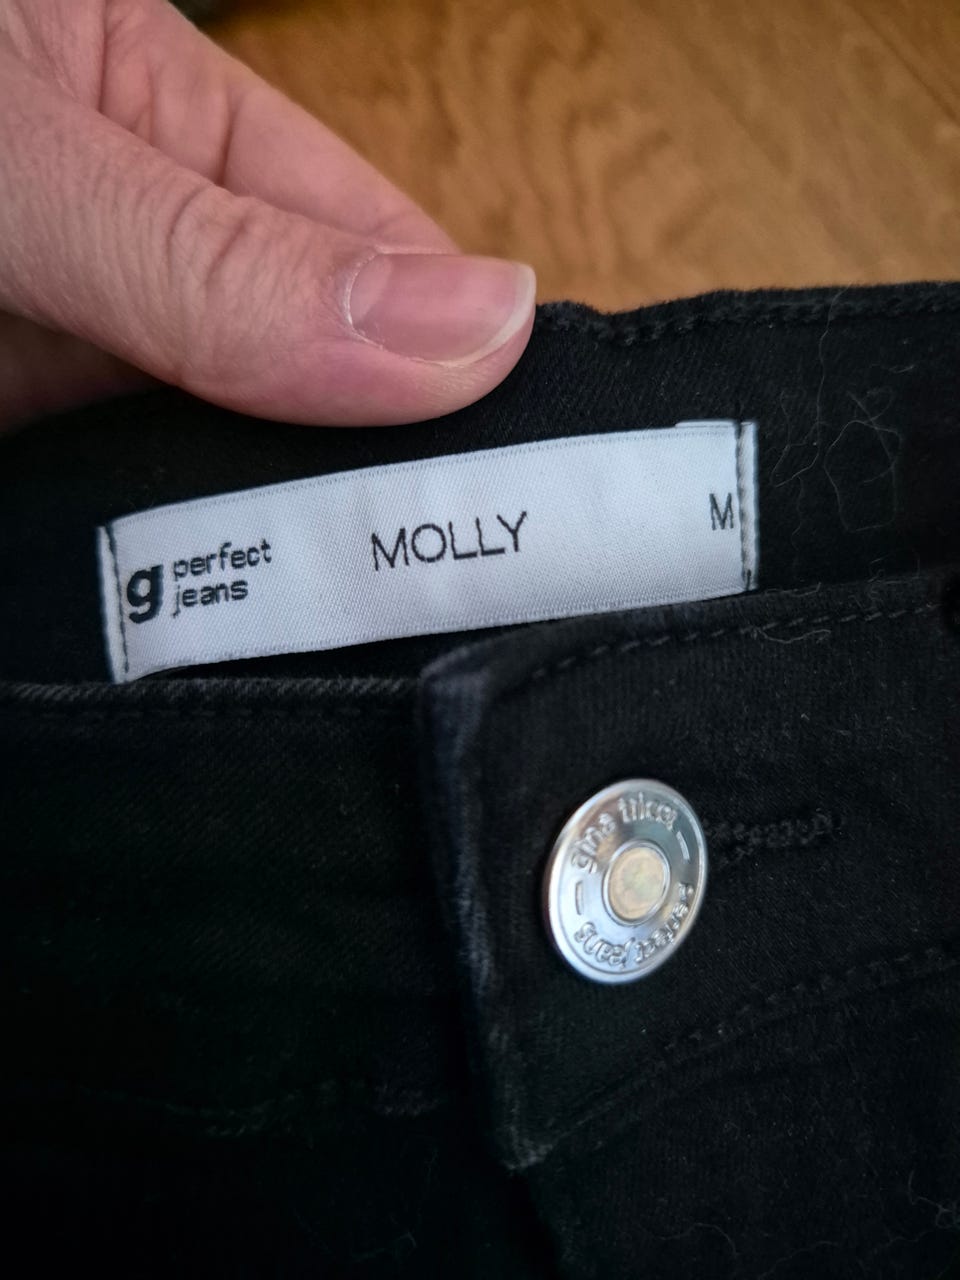 g perfect
jeans
MOLLY
M
gina tricot
perfect jeans